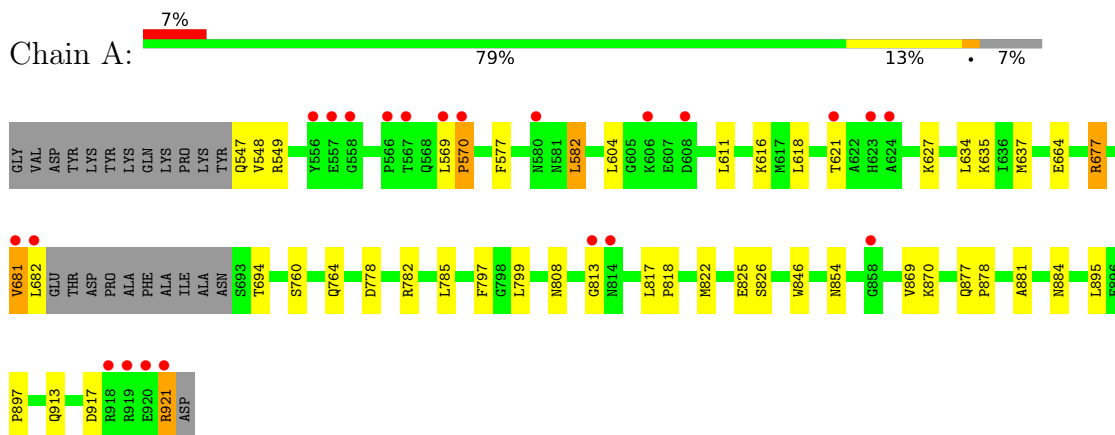 7%
Chain A:
79% 13% • 7%
GLY VAL ASP TYR LYS TYR LYS GLN LYS PRO LYS TYR Q547 V548 R549 Y556 E557 G558 P566 T567 Q568 L569 P570 F577 N580 N581 L582 L604 G605 K606 E607 D608 L611 K616 M617 L618 T621 A622 H623 A624 K627 L634 K635 I636 M637 E664 R677
V681 L682 GLU THR ASP PRO ALA PHE ALA ILE ALA ASN S693 T694 S760 Q764 D778 R782 L785 F797 G798 L799 N808 G813 N814 L817 P818 M822 E825 S826 W846 N854 G858 V869 K870 Q877 P878 A881 N884 L895 E896
P897 Q913 D917 R918 R919 E920 R921 ASP